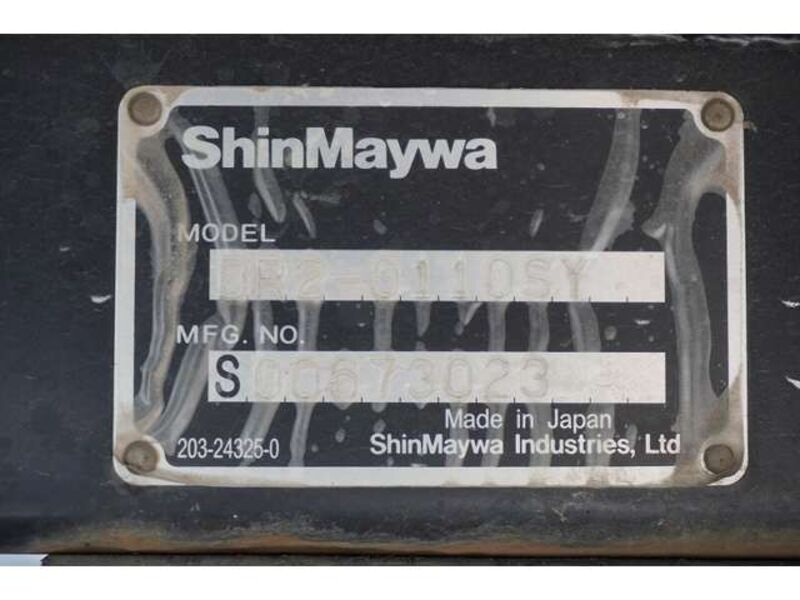 ShinMaywa
MODEL
DR2-0110SY
MFG. NO.
S00673023
Made in Japan
203-24325-0
ShinMaywa Industries, Ltd